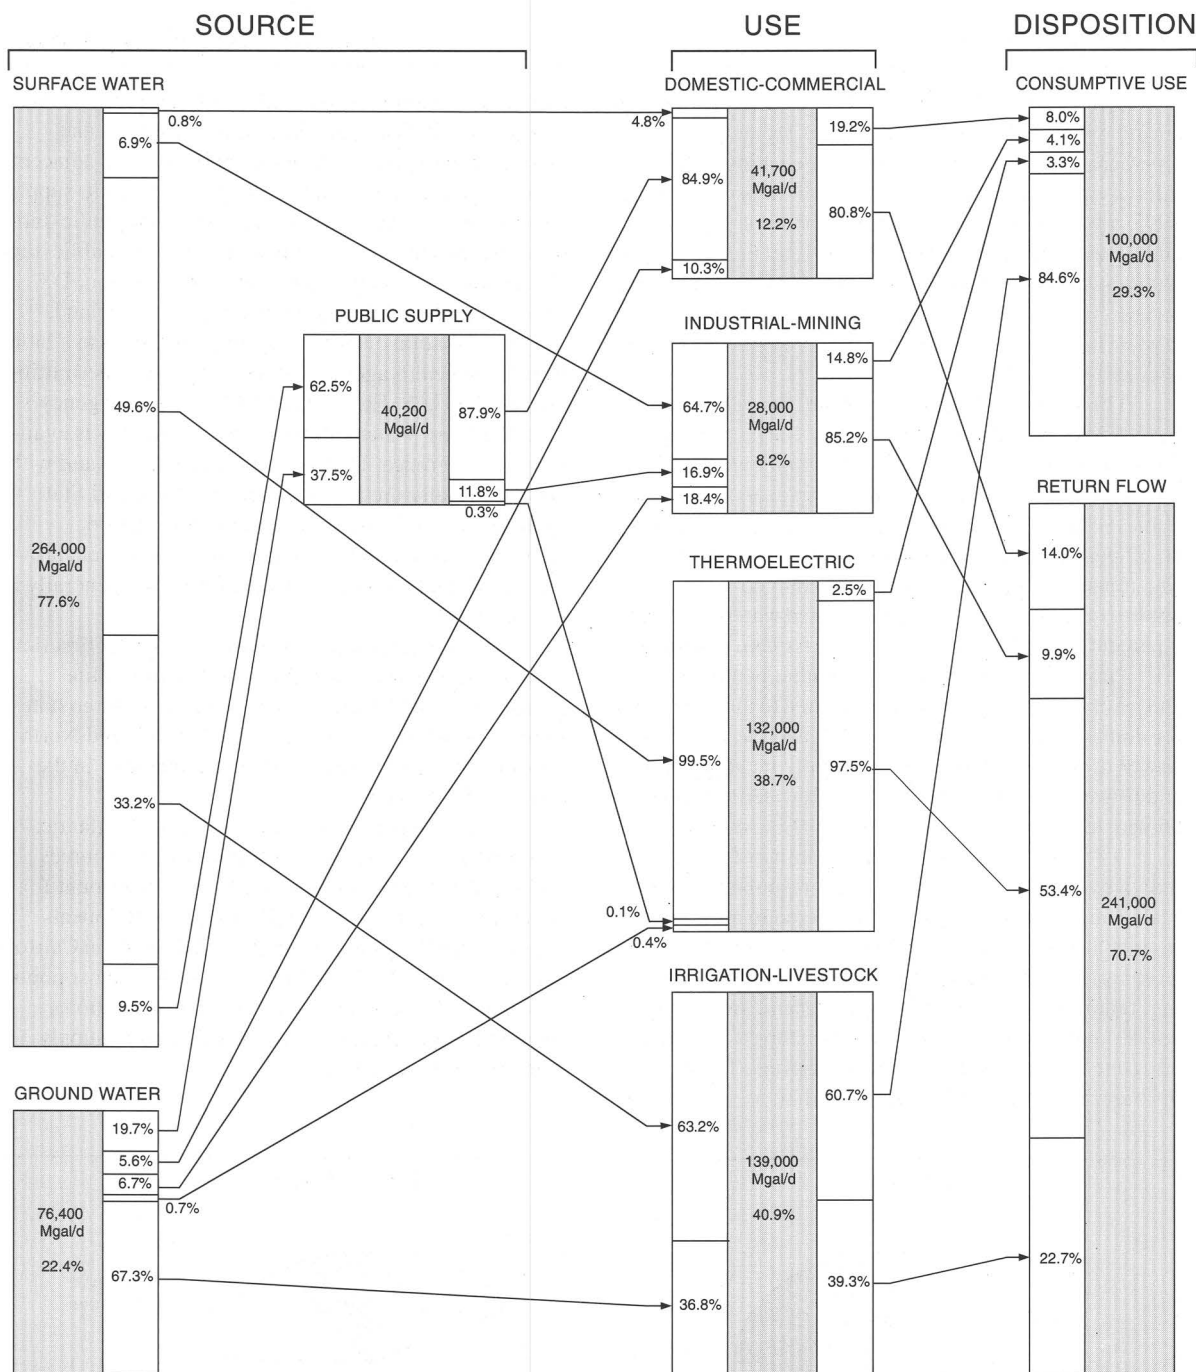 SOURCE
USE
DISPOSITION
SURFACE WATER
0.8%
6.9%
49.6%
264,000
Mgal/d
77.6%
33.2%
9.5%
GROUND WATER
19.7%
5.6%
6.7%
0.7%
76,400
Mgal/d
22.4%
67.3%
PUBLIC SUPPLY
62.5%
37.5%
40,200
Mgal/d
87.9%
11.8%
0.3%
DOMESTIC-COMMERCIAL
4.8%
84.9%
10.3%
41,700
Mgal/d
12.2%
19.2%
80.8%
INDUSTRIAL-MINING
64.7%
16.9%
18.4%
28,000
Mgal/d
8.2%
14.8%
85.2%
THERMOELECTRIC
99.5%
0.1%
0.4%
132,000
Mgal/d
38.7%
2.5%
97.5%
IRRIGATION-LIVESTOCK
63.2%
36.8%
139,000
Mgal/d
40.9%
60.7%
39.3%
CONSUMPTIVE USE
8.0%
4.1%
3.3%
84.6%
100,000
Mgal/d
29.3%
RETURN FLOW
14.0%
9.9%
53.4%
22.7%
241,000
Mgal/d
70.7%